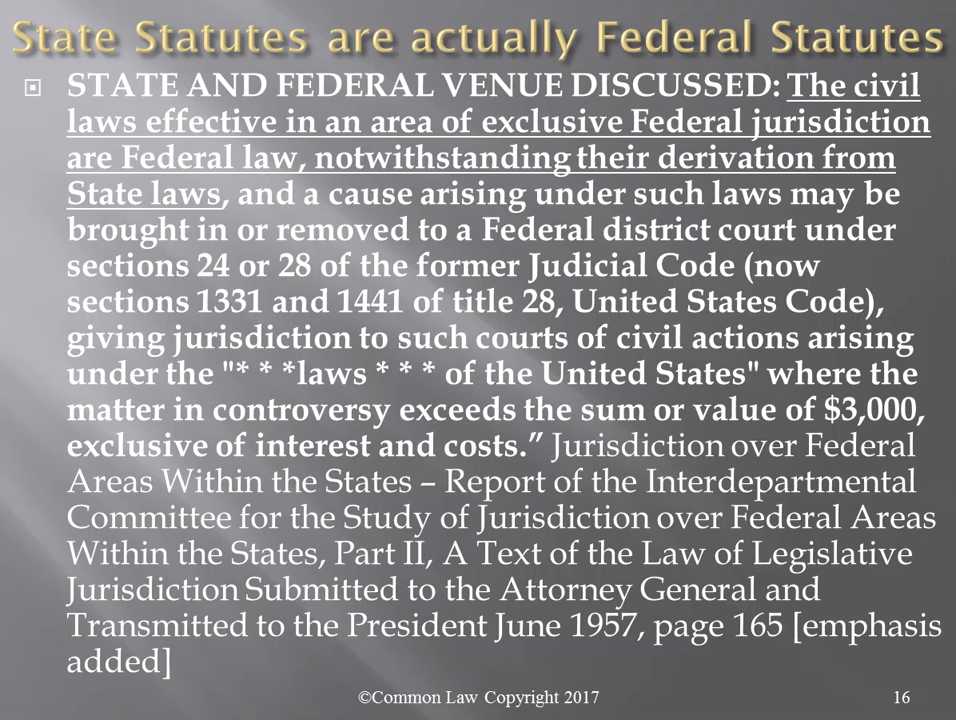 State Statutes are actually Federal Statutes
STATE AND FEDERAL VENUE DISCUSSED: The civil
laws effective in an area of exclusive Federal jurisdiction
are Federal law, notwithstanding their derivation from
State laws, and a cause arising under such laws may be
brought in or removed to a Federal district court under
sections 24 or 28 of the former Judicial Code (now
sections 1331 and 1441 of title 28, United States Code),
giving jurisdiction to such courts of civil actions arising
under the "* * *laws * * * of the United States" where the
matter in controversy exceeds the sum or value of $3,000,
exclusive of interest and costs.” Jurisdiction over Federal
Areas Within the States – Report of the Interdepartmental
Committee for the Study of Jurisdiction over Federal Areas
Within the States, Part II, A Text of the Law of Legislative
Jurisdiction Submitted to the Attorney General and
Transmitted to the President June 1957, page 165 [emphasis
added]
©Common Law Copyright 2017
16